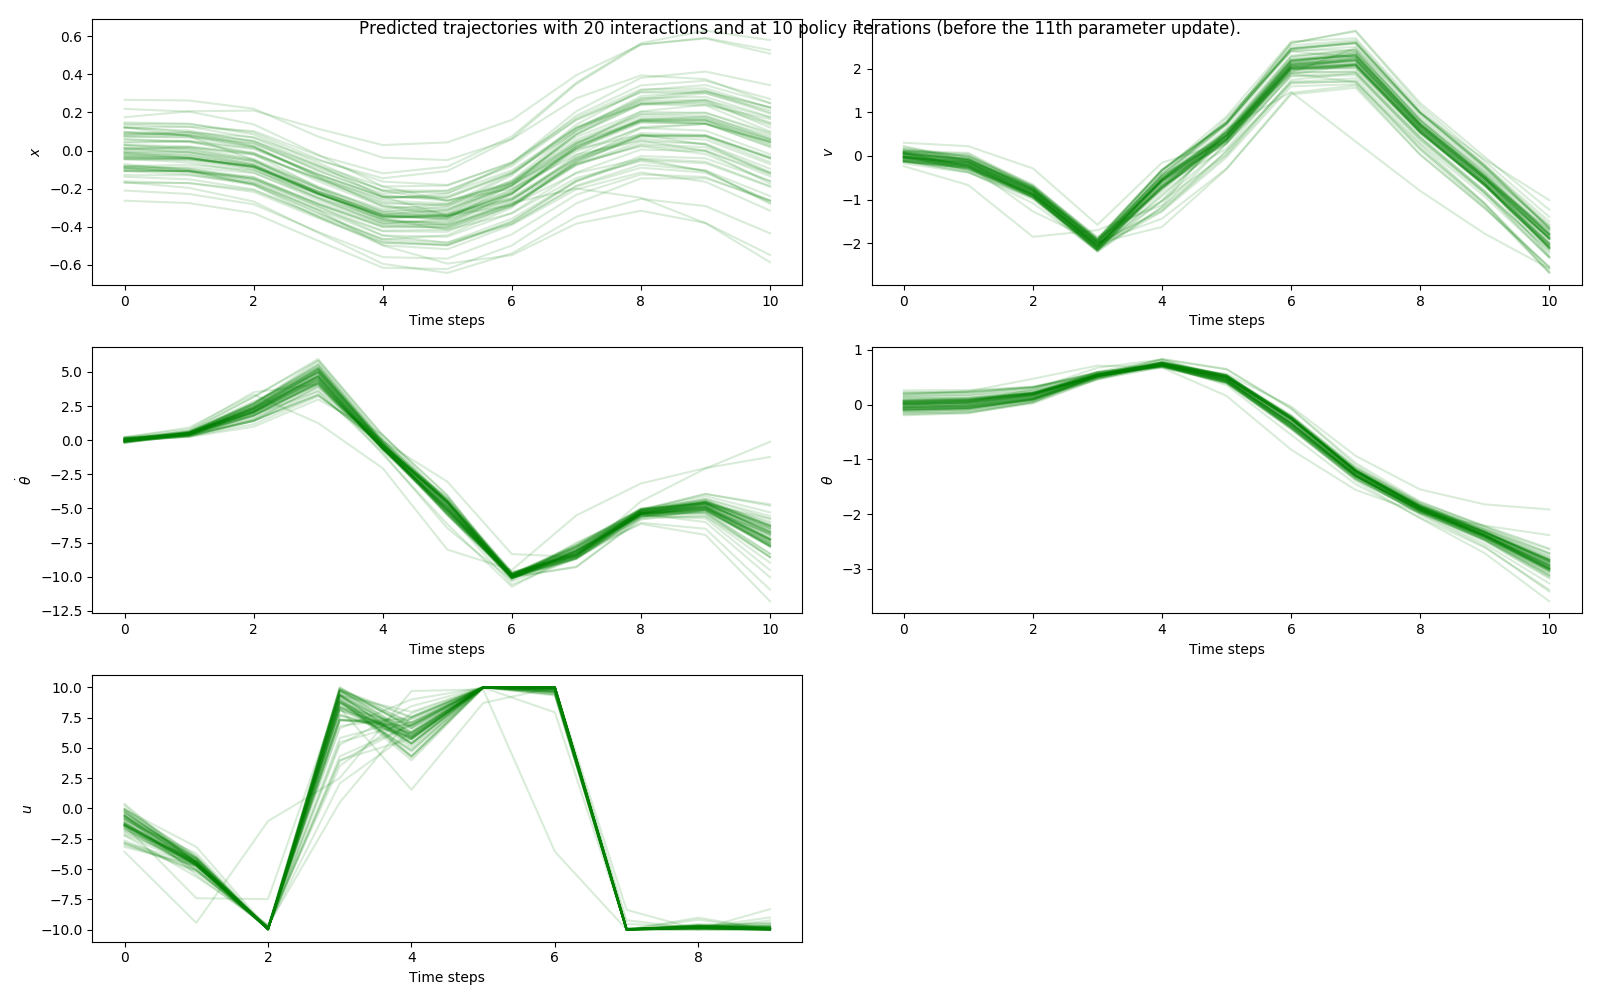 Predicted trajectories with 20 interactions and at 10 policy iterations (before the 11th parameter update).
0.6
0.4
0.2
0.0
−0.2
−0.4
−0.6
x
0 2 4 6 8 10
Time steps
3
2
1
0
−1
−2
v
0 2 4 6 8 10
Time steps
5.0
2.5
0.0
−2.5
−5.0
−7.5
−10.0
−12.5
θ̇
0 2 4 6 8 10
Time steps
1
0
−1
−2
−3
θ
0 2 4 6 8 10
Time steps
10.0
7.5
5.0
2.5
0.0
−2.5
−5.0
−7.5
−10.0
u
0 2 4 6 8
Time steps